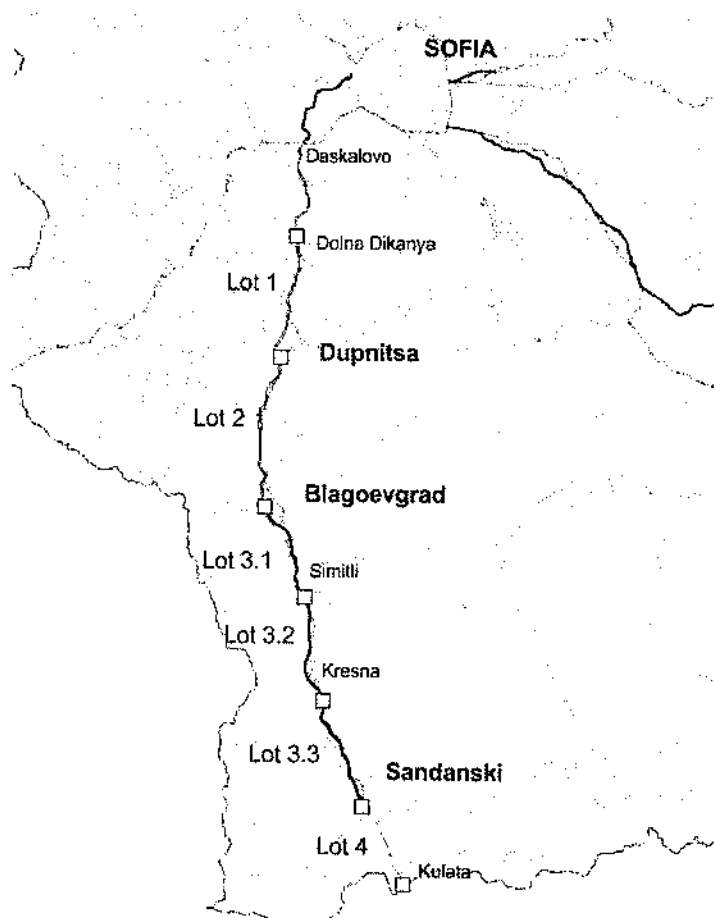 SOFIA
Daskalovo
Dolna Dikanya
Lot 1
Dupnitsa
Lot 2
Blagoevgrad
Lot 3.1
Simitli
Lot 3.2
Kresna
Lot 3.3
Sandanski
Lot 4
Kulata